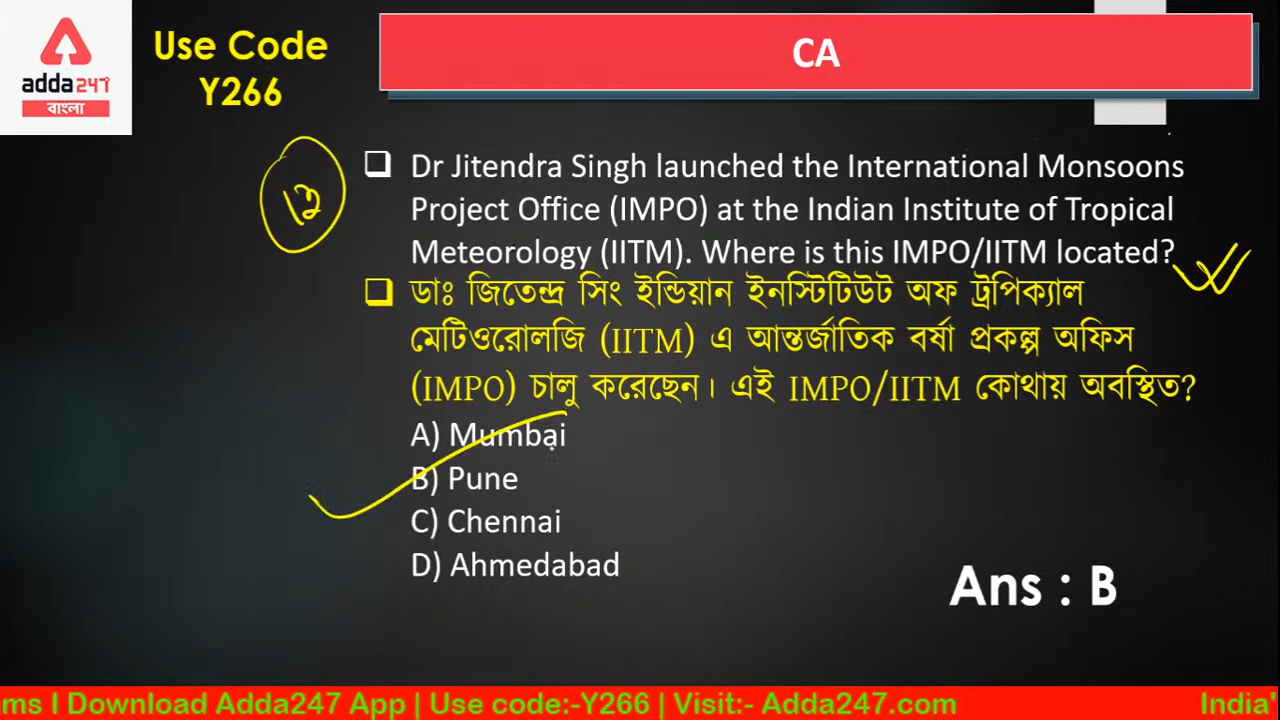 adda247
বাংলা
Use Code
Y266
CA
Dr Jitendra Singh launched the International Monsoons
Project Office (IMPO) at the Indian Institute of Tropical
Meteorology (IITM). Where is this IMPO/IITM located?
ডাঃ জিতেন্দ্র সিং ইন্ডিয়ান ইনস্টিটিউট অফ ট্রপিক্যাল
মেটিওরোলজি (IITM) এ আন্তর্জাতিক বর্ষা প্রকল্প অফিস
(IMPO) চালু করেছেন। এই IMPO/IITM কোথায় অবস্থিত?
A) Mumbai
B) Pune
C) Chennai
D) Ahmedabad
Ans : B
ms I Download Adda247 App | Use code:-Y266 | Visit:- Adda247.com India'